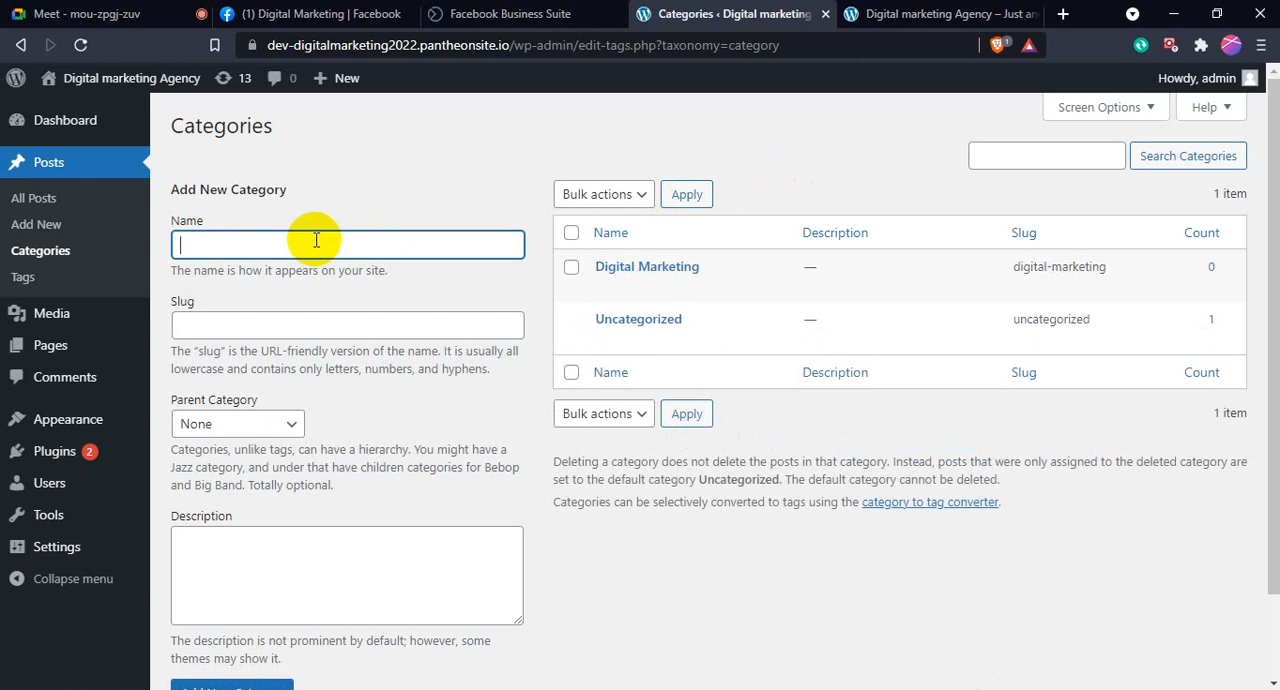 Meet - mou-zpgj-zuv
(1) Digital Marketing | Facebook
Facebook Business Suite
Categories ‹ Digital marketing
Digital marketing Agency – Just an
dev-digitalmarketing2022.pantheonsite.io/wp-admin/edit-tags.php?taxonomy=category
1
Digital marketing Agency
13
0
New
Howdy, admin
Dashboard
Posts
All Posts
Add New
Categories
Tags
Media
Pages
Comments
Appearance
Plugins 2
Users
Tools
Settings
Collapse menu
Screen Options
Help
Categories
Search Categories
Add New Category
Name
The name is how it appears on your site.
Slug
The “slug” is the URL-friendly version of the name. It is usually all
lowercase and contains only letters, numbers, and hyphens.
Parent Category
None
Categories, unlike tags, can have a hierarchy. You might have a
Jazz category, and under that have children categories for Bebop
and Big Band. Totally optional.
Description
The description is not prominent by default; however, some
themes may show it.
Bulk actions
Apply
1 item
Name Description Slug Count
Digital Marketing — digital-marketing 0
Uncategorized — uncategorized 1
Name Description Slug Count
Bulk actions
Apply
1 item
Deleting a category does not delete the posts in that category. Instead, posts that were only assigned to the deleted category are
set to the default category Uncategorized. The default category cannot be deleted.
Categories can be selectively converted to tags using the category to tag converter.